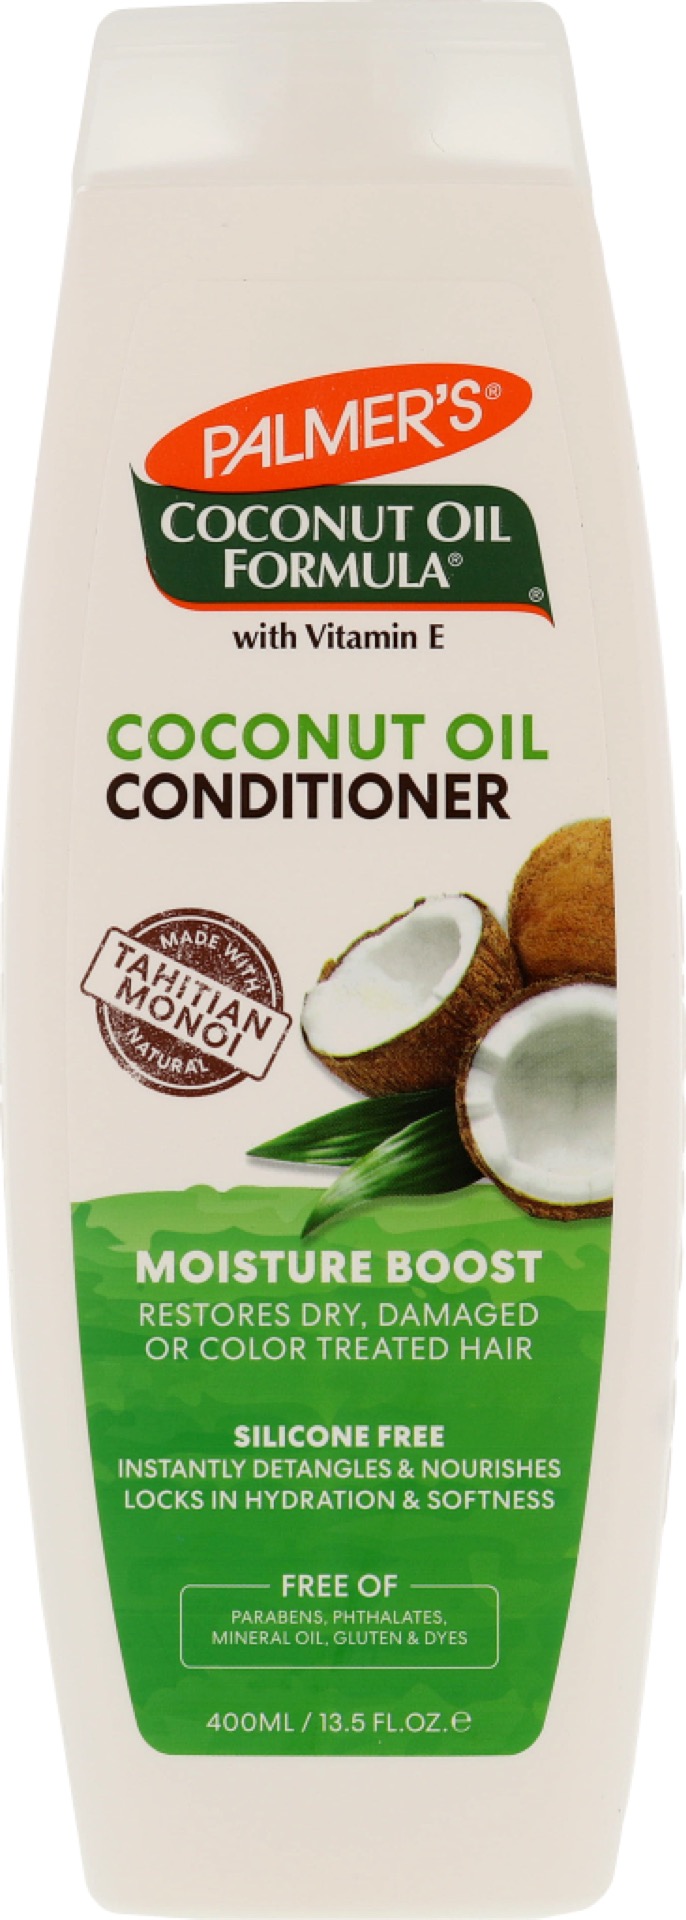 PALMER'S®
COCONUT OIL
FORMULA®
®
with Vitamin E
COCONUT OIL
CONDITIONER
MADE WITH
TAHITIAN
MONOI
NATURAL
MOISTURE BOOST
RESTORES DRY, DAMAGED
OR COLOR TREATED HAIR
SILICONE FREE
INSTANTLY DETANGLES & NOURISHES
LOCKS IN HYDRATION & SOFTNESS
FREE OF
PARABENS, PHTHALATES,
MINERAL OIL, GLUTEN & DYES
400ML / 13.5 FL.OZ.℮